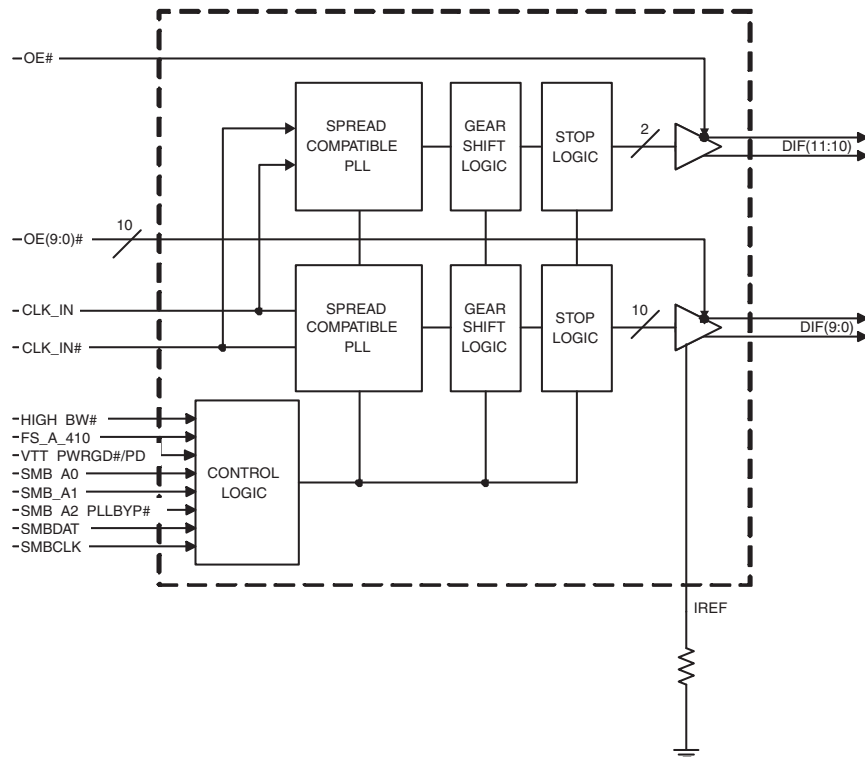 OE#
SPREAD
COMPATIBLE
PLL
GEAR
SHIFT
LOGIC
STOP
LOGIC
2
DIF(11:10)
OE(9:0)#
10
CLK_IN
CLK_IN#
SPREAD
COMPATIBLE
PLL
GEAR
SHIFT
LOGIC
STOP
LOGIC
10
DIF(9:0)
HIGH_BW#
FS_A_410
VTT_PWRGD#/PD
SMB_A0
SMB_A1
SMB_A2_PLLBYP#
SMBDAT
SMBCLK
CONTROL
LOGIC
IREF